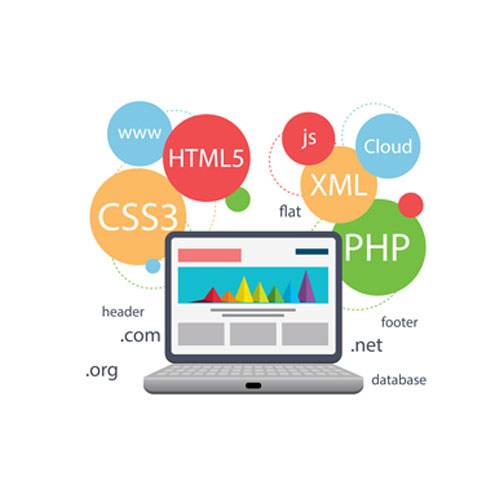 www
HTML5
js
Cloud
XML
CSS3
flat
PHP
header
.com
footer
.net
.org
database